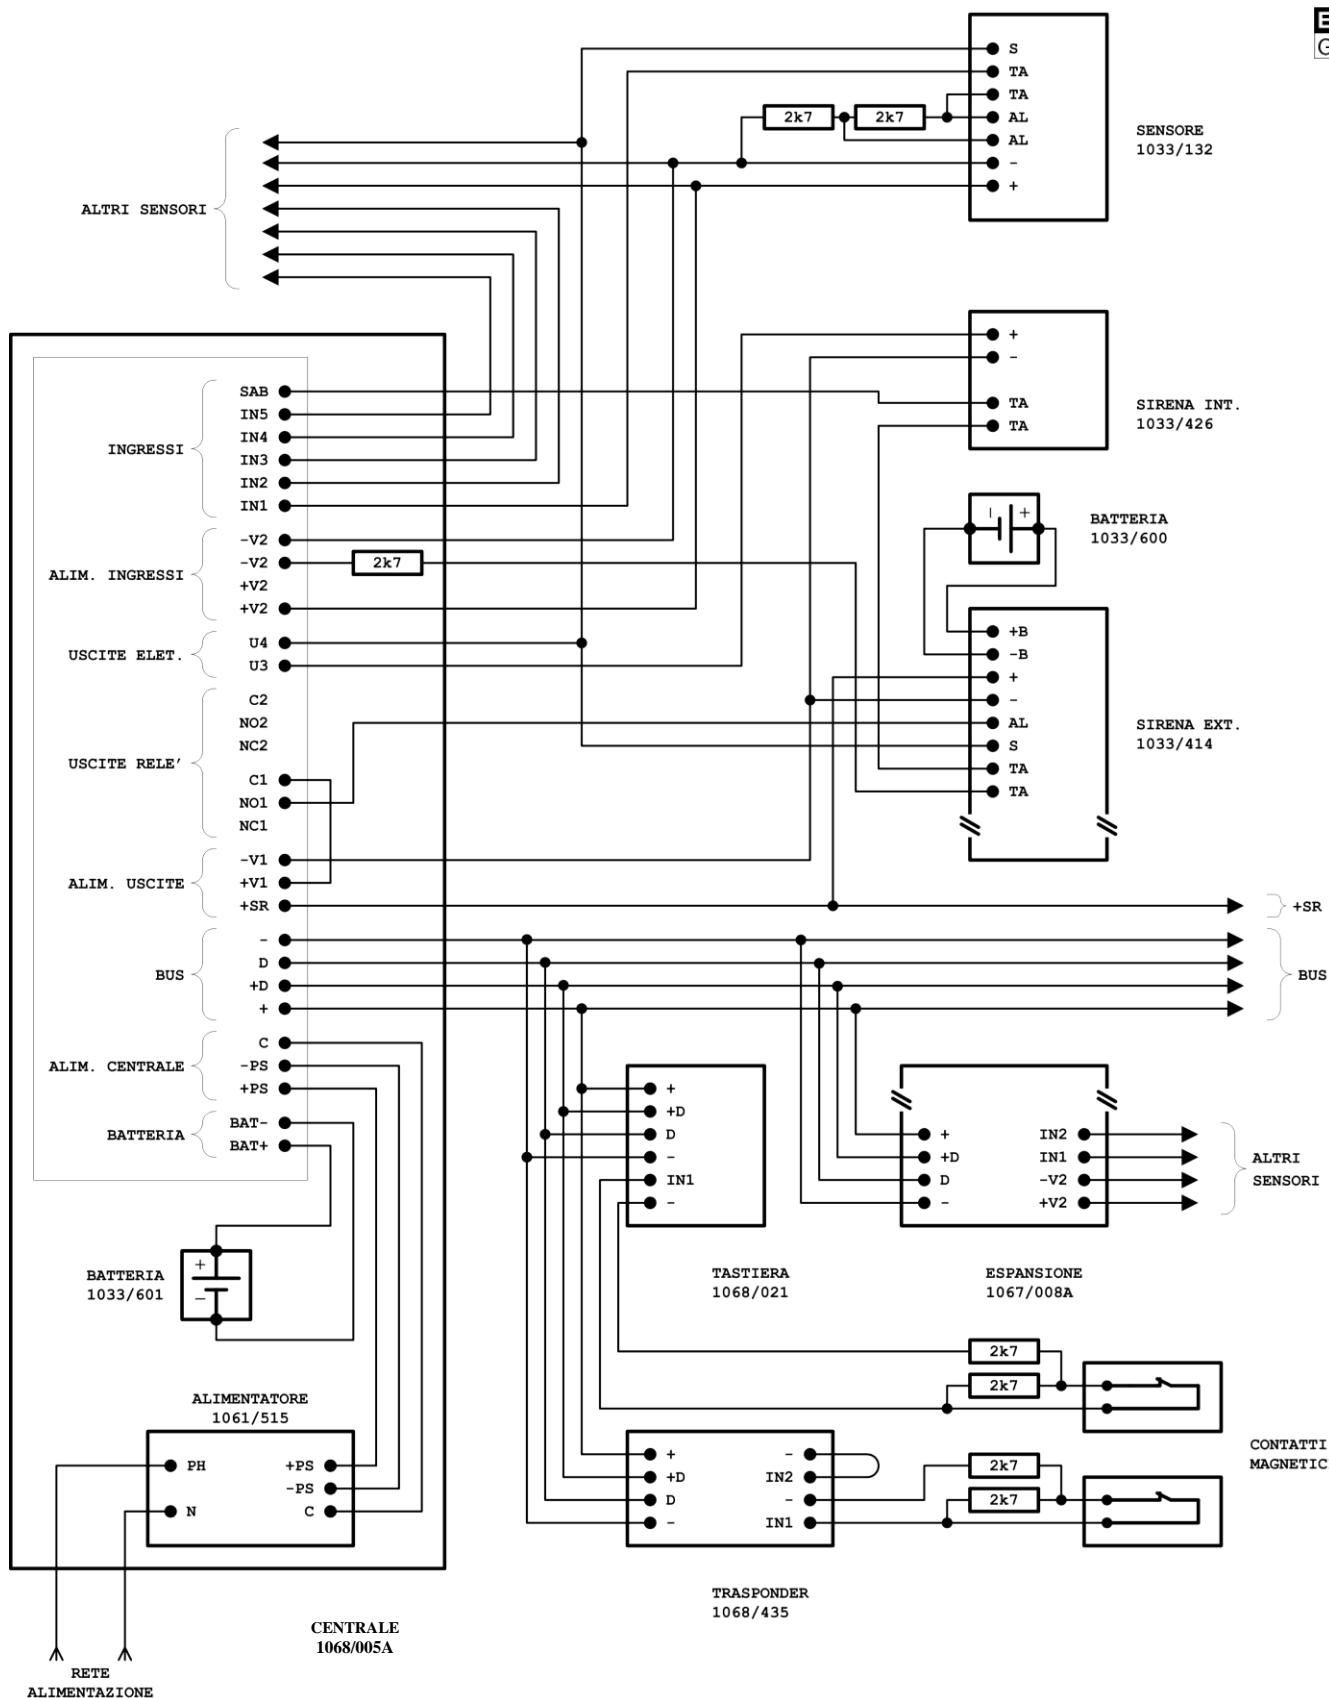 E
G
S
TA
TA
2k7 2k7 AL
AL
-
+
SENSORE
1033/132
ALTRI SENSORI
+
-
TA
TA
SIRENA INT.
1033/426
INGRESSI
SAB
IN5
IN4
IN3
IN2
IN1
ALIM. INGRESSI
-V2
-V2 2k7
+V2
+V2
- +
BATTERIA
1033/600
USCITE ELET.
U4
U3
+B
-B
+
-
AL
S
TA
TA
SIRENA EXT.
1033/414
USCITE RELE'
C2
NO2
NC2
C1
NO1
NC1
ALIM. USCITE
-V1
+V1
+SR
+SR
BUS
-
D
+D
+
BUS
ALIM. CENTRALE
C
-PS
+PS
BATTERIA
BAT-
BAT+
+
+D
D
-
IN1
-
TASTIERA
1068/021
+ IN2
+D IN1
D -V2
- +V2
ALTRI
SENSORI
ESPANSIONE
1067/008A
BATTERIA
1033/601
+
-
2k7
2k7
ALIMENTATORE
1061/515
PH +PS
-PS
N C
+ -
+D IN2
D -
- IN1
2k7
2k7
CONTATTI
MAGNETIC
TRASPONDER
1068/435
CENTRALE
1068/005A
RETE
ALIMENTAZIONE